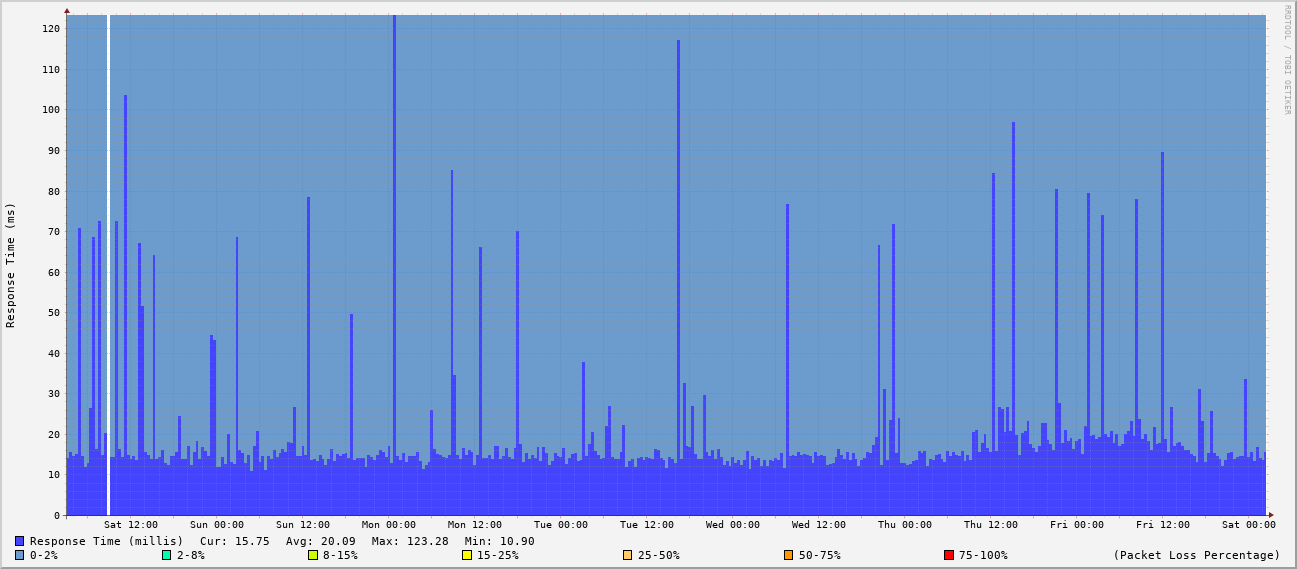 RRDTOOL / TOBI OETIKER
Response Time (ms)
120
110
100
90
80
70
60
50
40
30
20
10
0
Sat 12:00 Sun 00:00 Sun 12:00 Mon 00:00 Mon 12:00 Tue 00:00 Tue 12:00 Wed 00:00 Wed 12:00 Thu 00:00 Thu 12:00 Fri 00:00 Fri 12:00 Sat 00:00
Response Time (millis) Cur: 15.75 Avg: 20.09 Max: 123.28 Min: 10.90
0-2% 2-8% 8-15% 15-25% 25-50% 50-75% 75-100% (Packet Loss Percentage)